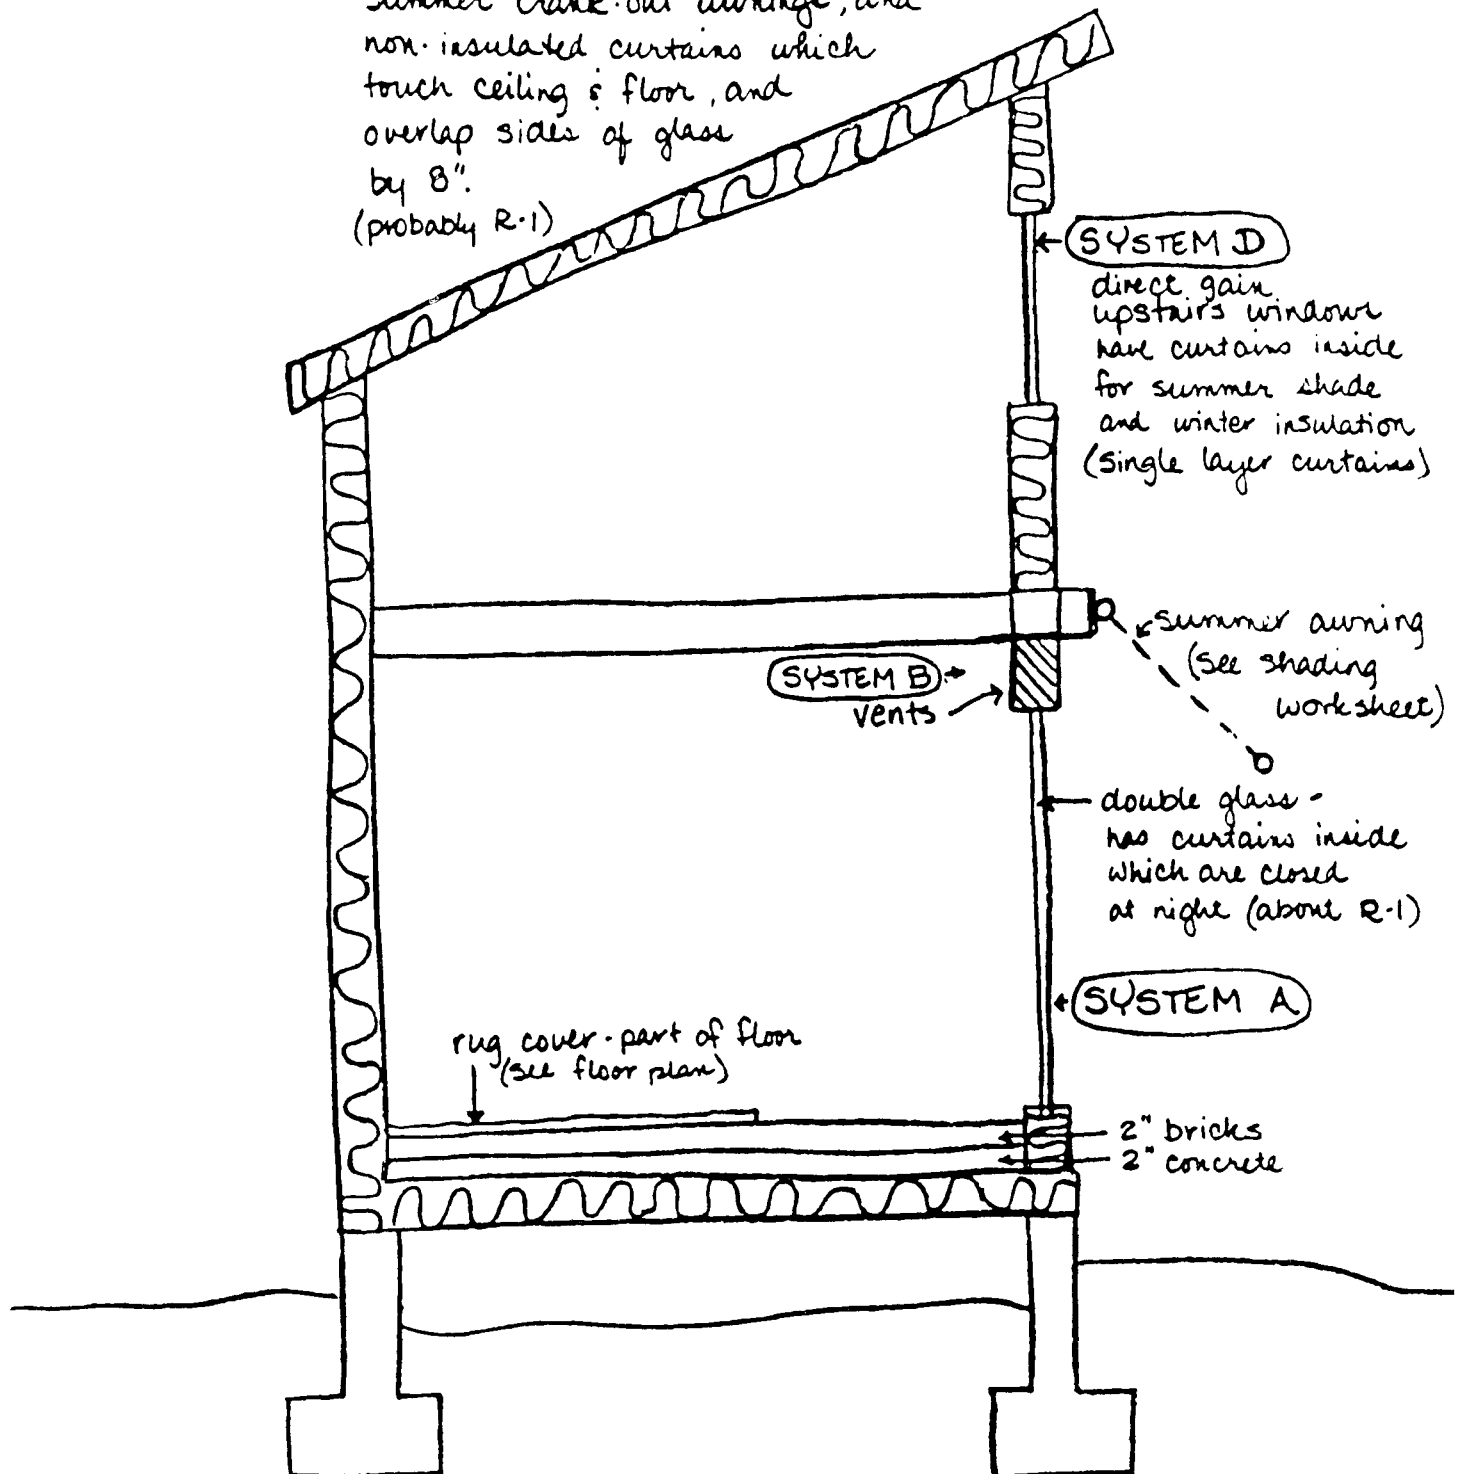 summer crank-out awnings, and
non-insulated curtains which
touch ceiling & floor, and
overlap sides of glass
by 8".
(probably R-1)
SYSTEM D
direct gain
upstairs windows
have curtains inside
for summer shade
and winter insulation
(single layer curtains)
summer awning
(see shading
worksheet)
SYSTEM B
vents
double glass -
has curtains inside
which are closed
at night (about R-1)
SYSTEM A
rug cover - part of floor
(see floor plan)
2" bricks
2" concrete